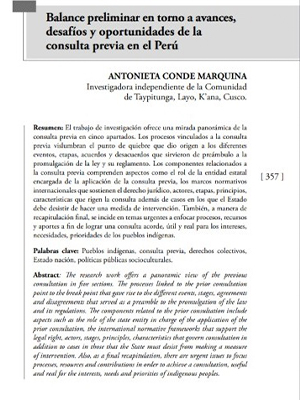 Balance preliminar en torno a avances,
desafíos y oportunidades de la
consulta previa en el Perú
ANTONIETA CONDE MARQUINA
Investigadora independiente de la Comunidad
de Taypitunga, Layo, K'ana, Cusco.
Resumen: El trabajo de investigación ofrece una mirada panorámica de la
consulta previa en cinco apartados. Los procesos vinculados a la consulta
previa vislumbran el punto de quiebre que dio origen a los diferentes
eventos, etapas, acuerdos y desacuerdos que sirvieron de preámbulo a la
promulgación de la ley y su reglamento. Los componentes relacionados a
la consulta previa comprenden aspectos como el rol de la entidad estatal
encargada de la aplicación de la consulta previa, los marcos normativos
internacionales que sostienen el derecho jurídico, actores, etapas, principios,
características que rigen la consulta además de casos en los que el Estado
debe desistir de hacer una medida de intervención. También, a manera de
recapitulación final, se incide en temas urgentes a enfocar procesos, recursos
y aportes a fin de lograr una consulta acorde, útil y real para los intereses,
necesidades, prioridades de los pueblos indígenas.
Palabras clave: Pueblos indígenas, consulta previa, derechos colectivos,
Estado nación, políticas públicas socioculturales.
Abstract: The research work offers a panoramic view of the previous
consultation in five sections. The processes linked to the prior consultation
point to the break point that gave rise to the different events, stages, agreements
and disagreements that served as a preamble to the promulgation of the law
and its regulations. The components related to the prior consultation include
aspects such as the role of the state entity in charge of the application of the
prior consultation, the international normative frameworks that support the
legal right, actors, stages, principles, characteristics that govern consultation in
addition to cases in those that the State must desist from making a measure
of intervention. Also, as a final recapitulation, there are urgent issues to focus
processes, resources and contributions in order to achieve a consultation, useful
and real for the interests, needs and priorities of indigenous peoples.
[ 357 ]